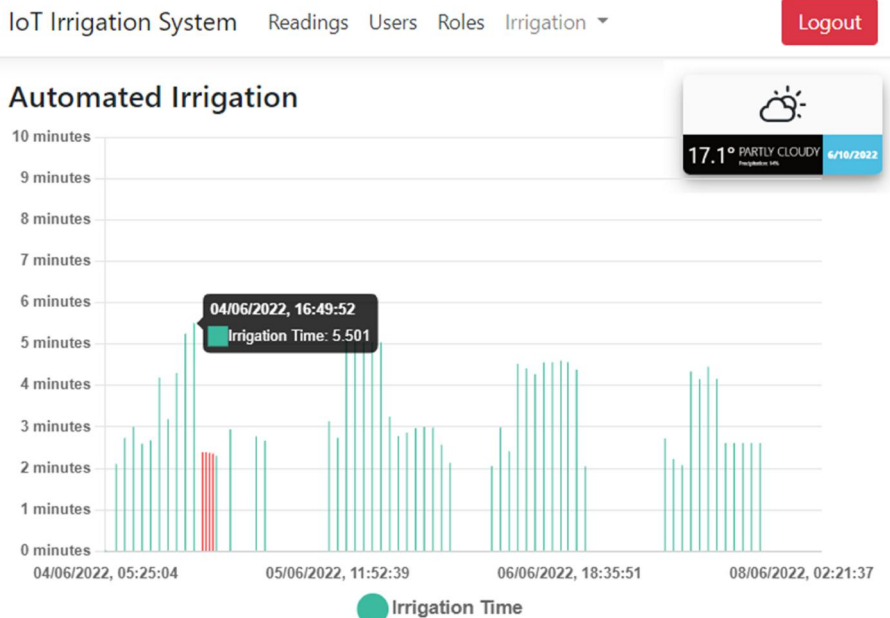 IoT Irrigation System Readings Users Roles Irrigation Logout
Automated Irrigation
17.1° PARTLY CLOUDY 6/10/2022
Precipitation: 14%
10 minutes
9 minutes
8 minutes
7 minutes
6 minutes
5 minutes
4 minutes
3 minutes
2 minutes
1 minutes
0 minutes
04/06/2022, 16:49:52
Irrigation Time: 5.501
04/06/2022, 05:25:04 05/06/2022, 11:52:39 06/06/2022, 18:35:51 08/06/2022, 02:21:37
Irrigation Time